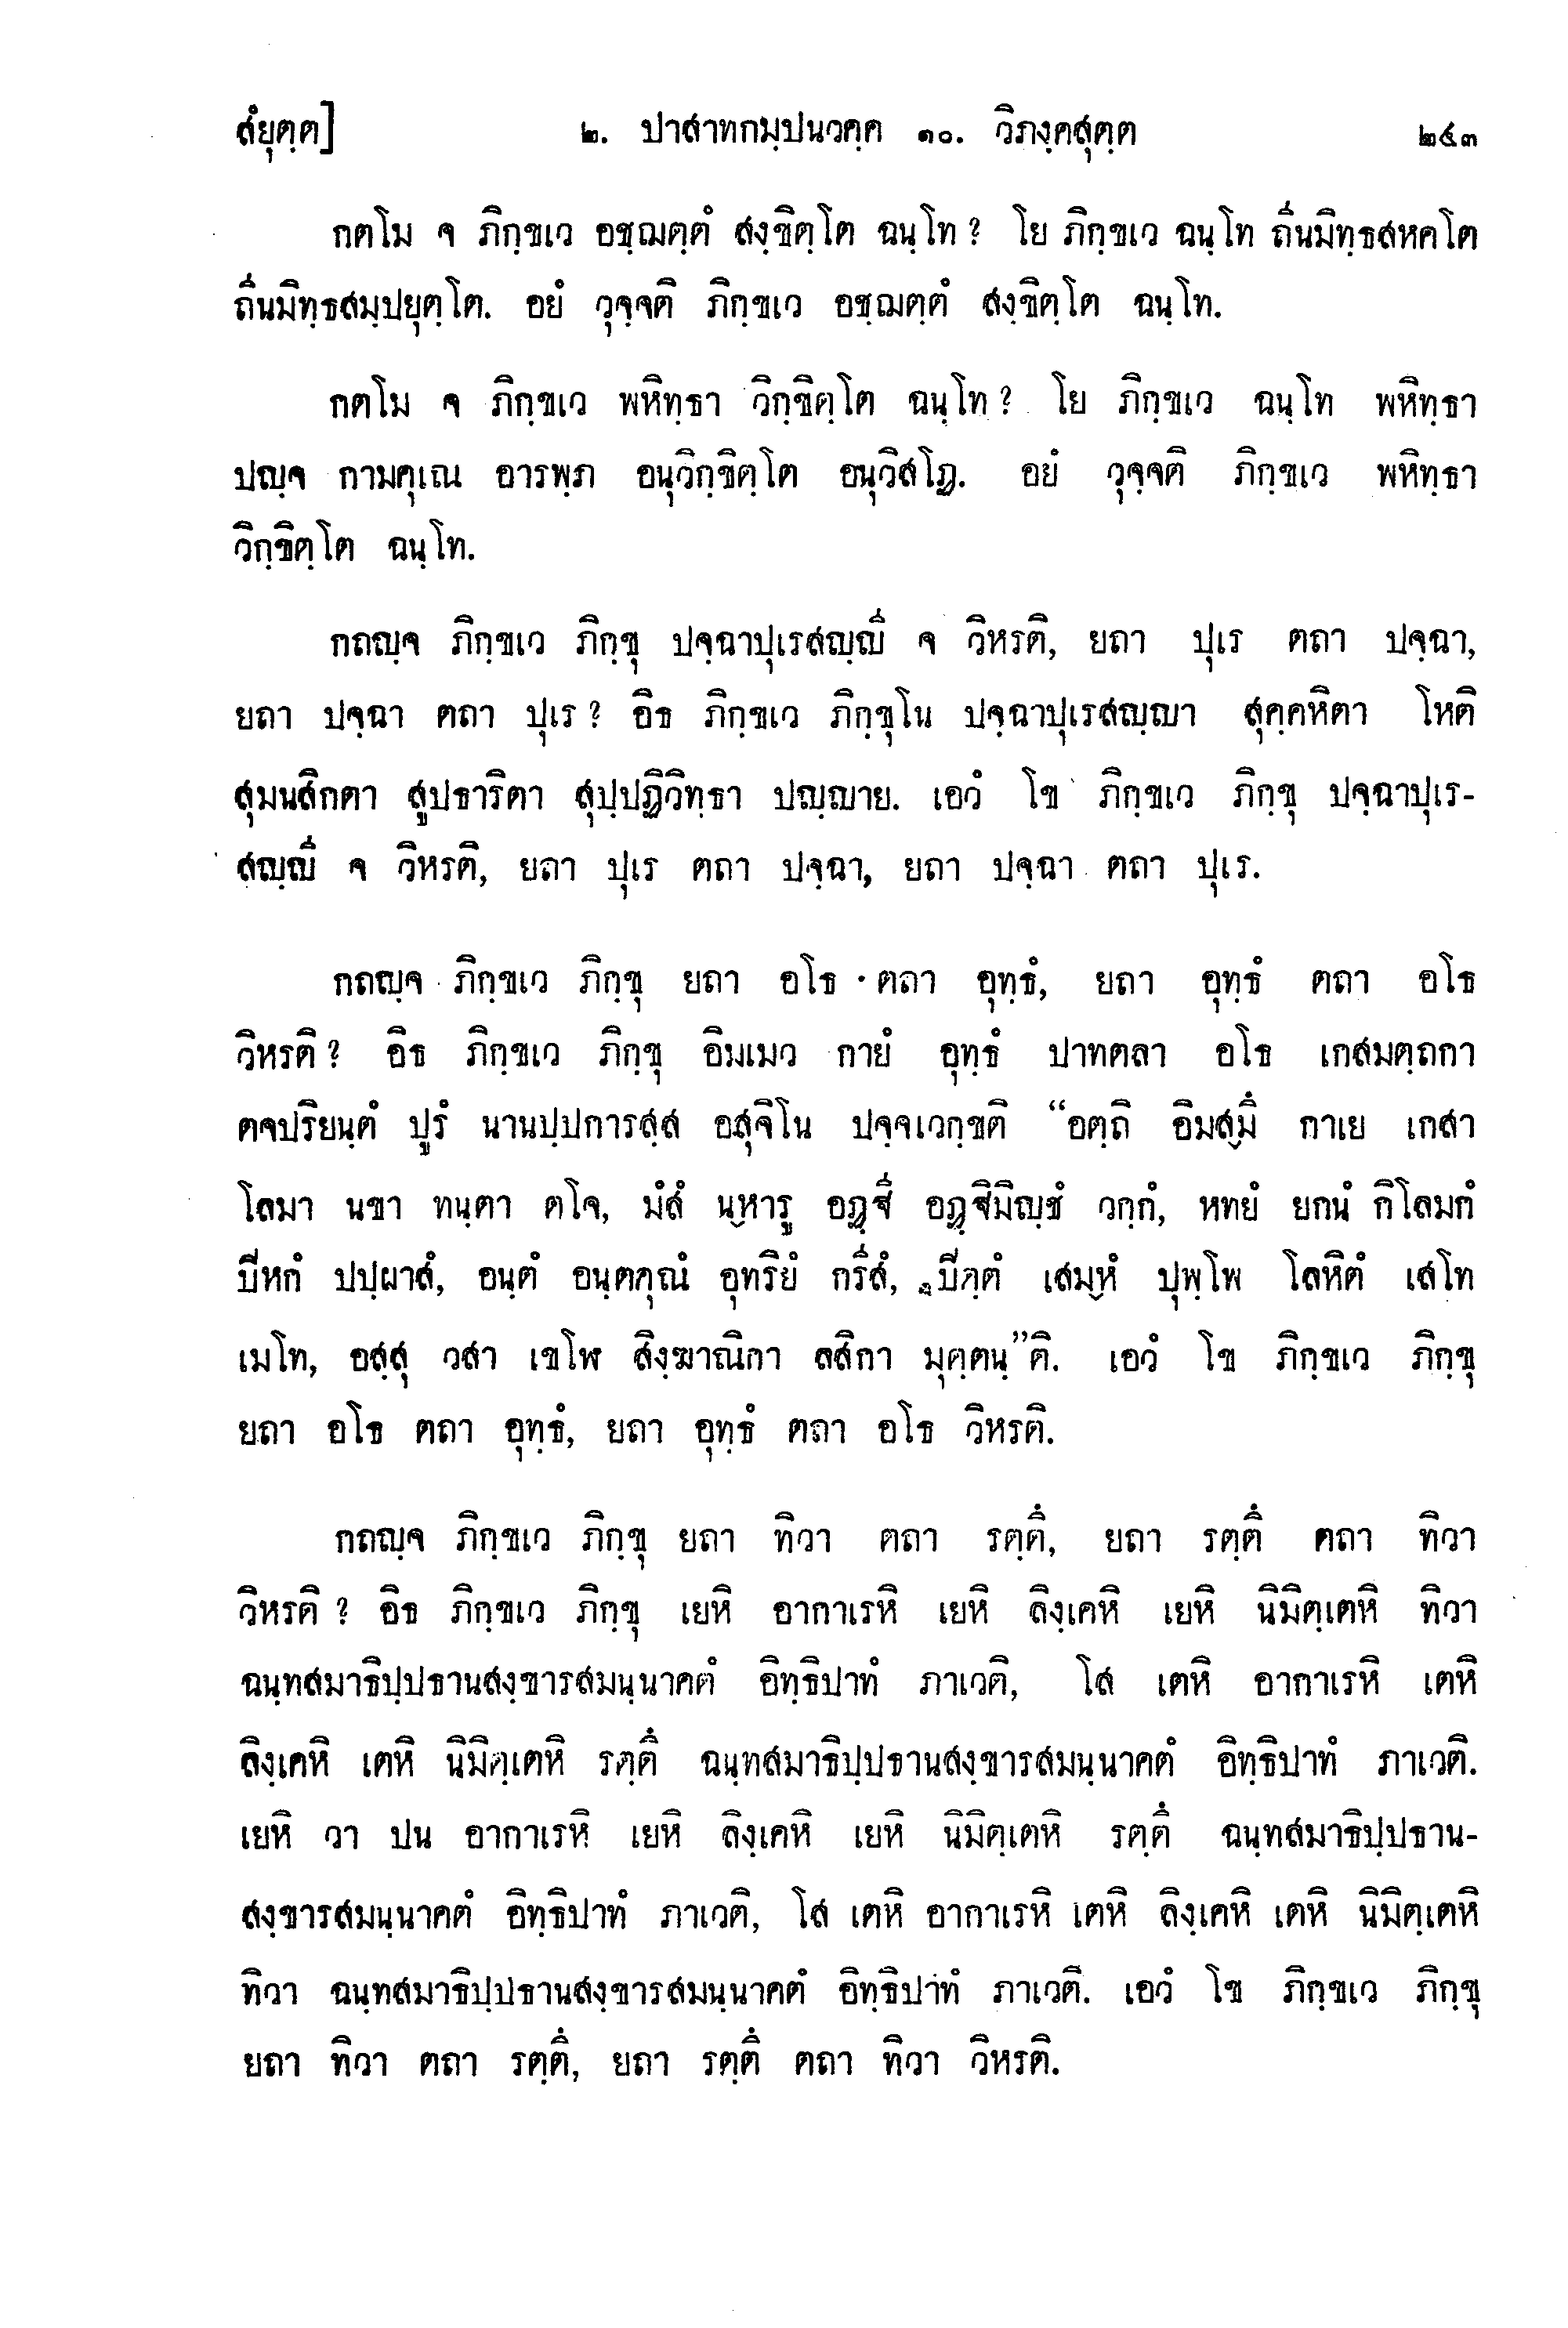 สํยุตฺต] ๒. ปาสาทกมฺปนวคฺค ๑๐. วิภงฺคสุตฺต ๒๕๓
กตโม จ ภิกฺขเว อชฺฌตฺตํ สงฺขิตฺโต ฉนฺโท? โย ภิกฺขเว ฉนฺโท ถีนมิทฺธสหคโต
ถีนมิทฺธสมฺปยุตฺโต. อยํ วุจฺจติ ภิกฺขเว อชฺฌตฺตํ สงฺขิตฺโต ฉนฺโท.
กตโม จ ภิกฺขเว พหิทฺธา วิกฺขิตฺโต ฉนฺโท? โย ภิกฺขเว ฉนฺโท พหิทฺธา
ปญฺจ กามคุเณ อารพฺภ อนุวิกฺขิตฺโต อนุวิสโฏ. อยํ วุจฺจติ ภิกฺขเว พหิทฺธา
วิกฺขิตฺโต ฉนฺโท.
กถญฺจ ภิกฺขเว ภิกฺขุ ปจฺฉาปุเรสญฺญี จ วิหรติ, ยถา ปุเร ตถา ปจฺฉา,
ยถา ปจฺฉา ตถา ปุเร? อิธ ภิกฺขเว ภิกฺขุโน ปจฺฉาปุเรสญฺญา สุคฺคหิตา โหติ
สุมนสิกตา สูปธาริตา สุปฺปฏิวิทฺธา ปญฺญาย. เอวํ โข ภิกฺขเว ภิกฺขุ ปจฺฉาปุเร-
สญฺญี จ วิหรติ, ยถา ปุเร ตถา ปจฺฉา, ยถา ปจฺฉา ตถา ปุเร.
กถญฺจ ภิกฺขเว ภิกฺขุ ยถา อโธ ตถา อุทฺธํ, ยถา อุทฺธํ ตถา อโธ
วิหรติ? อิธ ภิกฺขเว ภิกฺขุ อิมเมว กายํ อุทฺธํ ปาทตลา อโธ เกสมตฺถกา
ตจปริยนฺตํ ปูรํ นานปฺปการสฺส อสุจิโน ปจฺจเวกฺขติ “อตฺถิ อิมสฺมึ กาเย เกสา
โลมา นขา ทนฺตา ตโจ, มํสํ นฺหารู อฏฺฐี อฏฺฐิมิญฺชํ วกฺกํ, หทยํ ยกนํ กิโลมกํ
ปิหกํ ปปฺผาสํ, อนฺตํ อนฺตคุณํ อุทริยํ กรีสํ, ปิตฺตํ เสมฺหํ ปุพฺโพ โลหิตํ เสโท
เมโท, อสฺสุ วสา เขโฬ สิงฺฆาณิกา ลสิกา มุตฺตนฺ”ติ. เอวํ โข ภิกฺขเว ภิกฺขุ
ยถา อโธ ตถา อุทฺธํ, ยถา อุทฺธํ ตถา อโธ วิหรติ.
กถญฺจ ภิกฺขเว ภิกฺขุ ยถา ทิวา ตถา รตฺตึ, ยถา รตฺตึ ตถา ทิวา
วิหรติ? อิธ ภิกฺขเว ภิกฺขุ เยหิ อากาเรหิ เยหิ ลิงฺเคหิ เยหิ นิมิตฺเตหิ ทิวา
ฉนฺทสมาธิปฺปธานสงฺขารสมนฺนาคตํ อิทฺธิปาทํ ภาเวติ, โส เตหิ อากาเรหิ เตหิ
ลิงฺเคหิ เตหิ นิมิตฺเตหิ รตฺตึ ฉนฺทสมาธิปฺปธานสงฺขารสมนฺนาคตํ อิทฺธิปาทํ ภาเวติ.
เยหิ วา ปน อากาเรหิ เยหิ ลิงฺเคหิ เยหิ นิมิตฺเตหิ รตฺตึ ฉนฺทสมาธิปฺปธาน-
สงฺขารสมนฺนาคตํ อิทฺธิปาทํ ภาเวติ, โส เตหิ อากาเรหิ เตหิ ลิงฺเคหิ เตหิ นิมิตฺเตหิ
ทิวา ฉนฺทสมาธิปฺปธานสงฺขารสมนฺนาคตํ อิทฺธิปาทํ ภาเวติ. เอวํ โข ภิกฺขเว ภิกฺขุ
ยถา ทิวา ตถา รตฺตึ, ยถา รตฺตึ ตถา ทิวา วิหรติ.